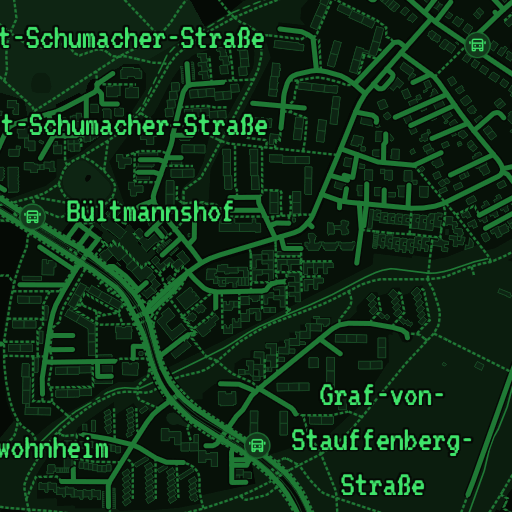 t-Schumacher-Straße
t-Schumacher-Straße
Bültmannshof
Graf-von-
Stauffenberg-
Straße
wohnheim